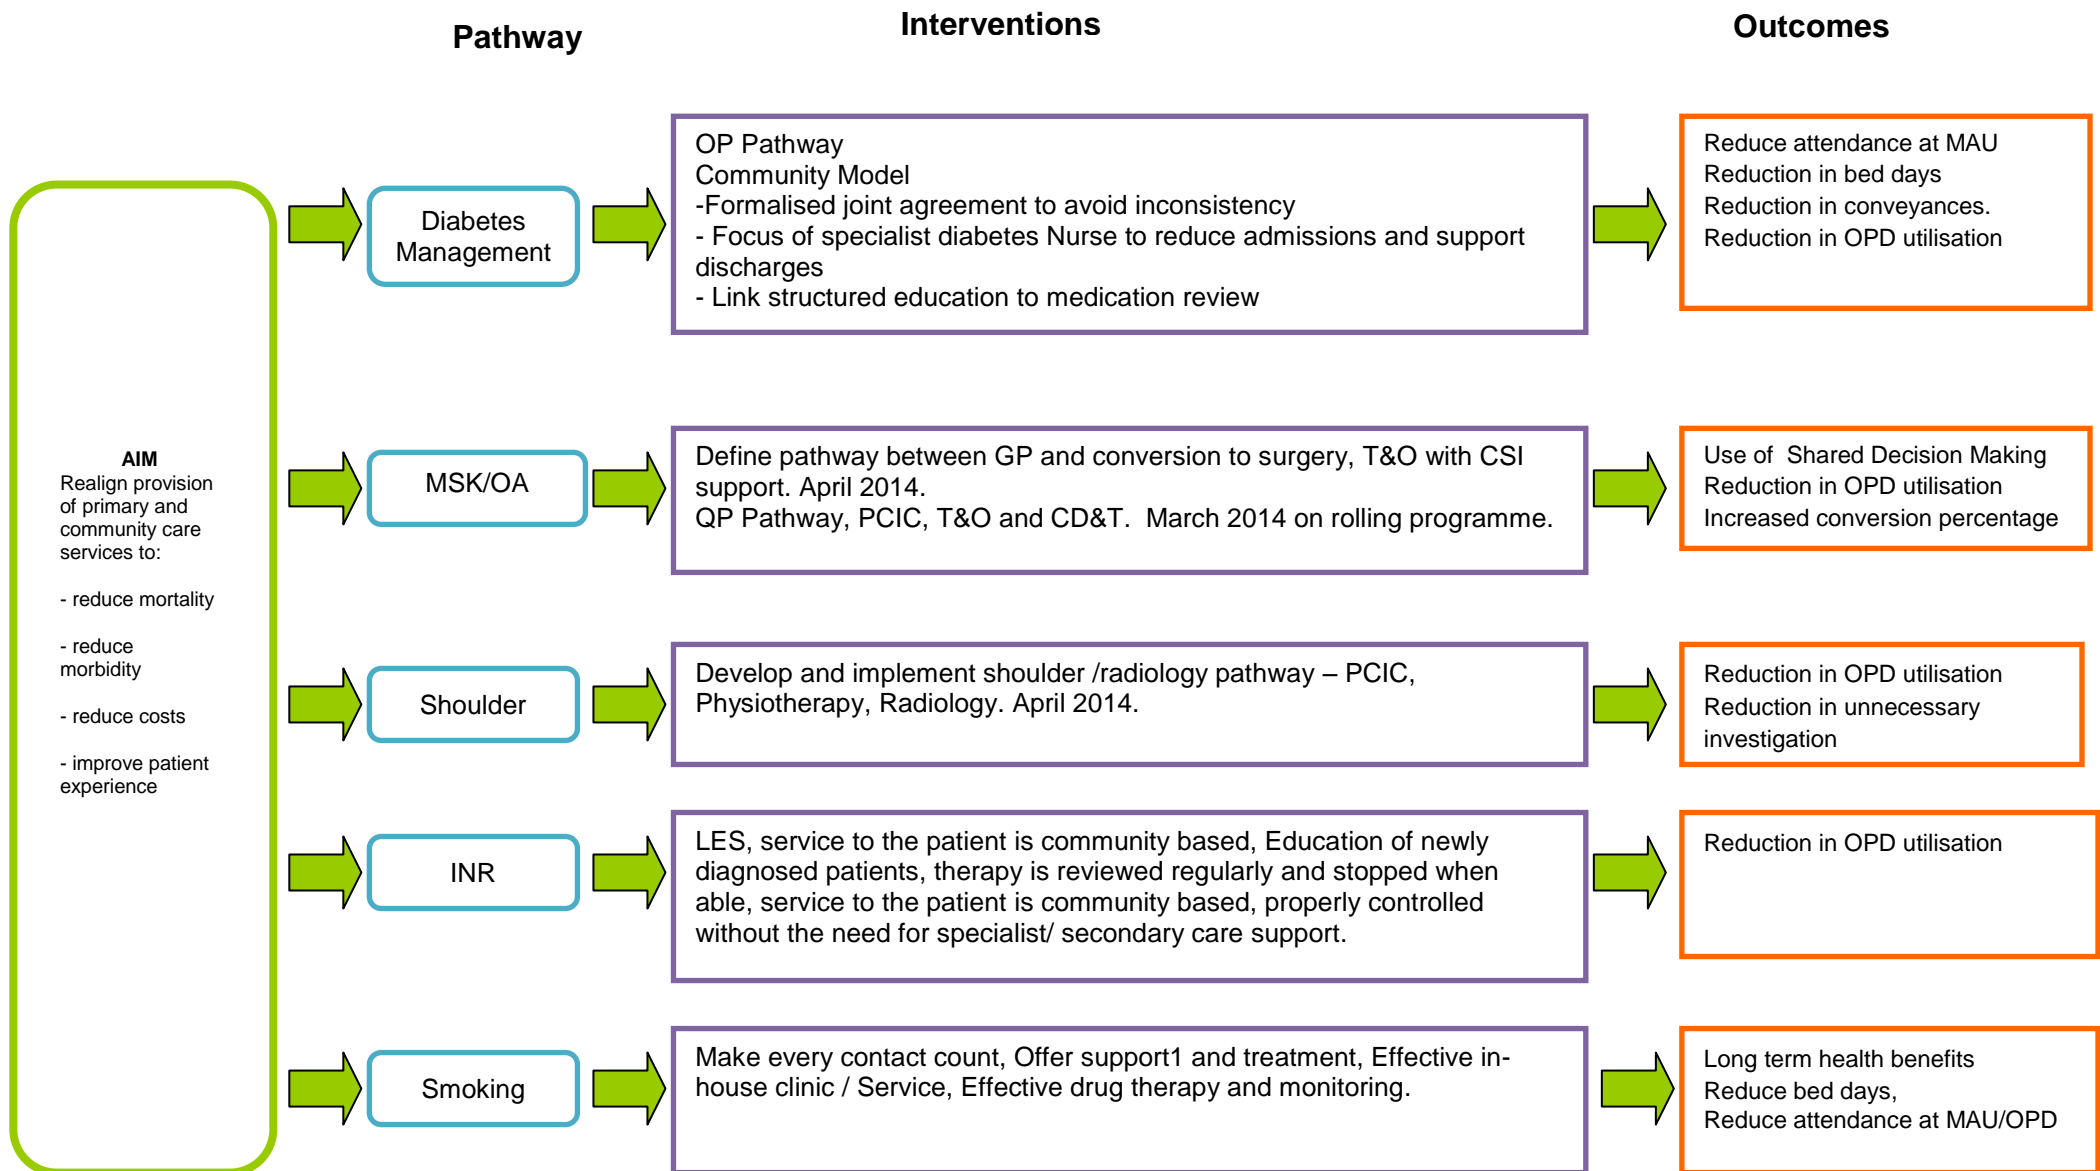 Pathway
Interventions
Outcomes
AIM
Realign provision
of primary and
community care
services to:
- reduce mortality
- reduce
morbidity
- reduce costs
- improve patient
experience
Diabetes
Management
OP Pathway
Community Model
-Formalised joint agreement to avoid inconsistency
- Focus of specialist diabetes Nurse to reduce admissions and support
discharges
- Link structured education to medication review
Reduce attendance at MAU
Reduction in bed days
Reduction in conveyances.
Reduction in OPD utilisation
MSK/OA
Define pathway between GP and conversion to surgery, T&O with CSI
support. April 2014.
QP Pathway, PCIC, T&O and CD&T.  March 2014 on rolling programme.
Use of  Shared Decision Making
Reduction in OPD utilisation
Increased conversion percentage
Shoulder
Develop and implement shoulder /radiology pathway – PCIC,
Physiotherapy, Radiology. April 2014.
Reduction in OPD utilisation
Reduction in unnecessary
investigation
INR
LES, service to the patient is community based, Education of newly
diagnosed patients, therapy is reviewed regularly and stopped when
able, service to the patient is community based, properly controlled
without the need for specialist/ secondary care support.
Reduction in OPD utilisation
Smoking
Make every contact count, Offer support1 and treatment, Effective in-
house clinic / Service, Effective drug therapy and monitoring.
Long term health benefits
Reduce bed days,
Reduce attendance at MAU/OPD